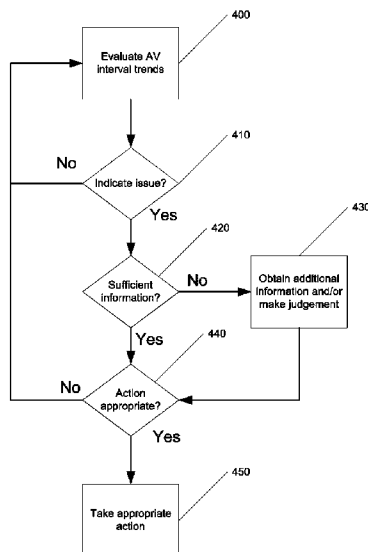 400
Evaluate AV
interval trends
410
No
Indicate issue?
Yes
420
430
Sufficient
information?
No
Obtain additional
information and/or
make judgement
Yes
440
No
Action
appropriate?
Yes
450
Take appropriate
action